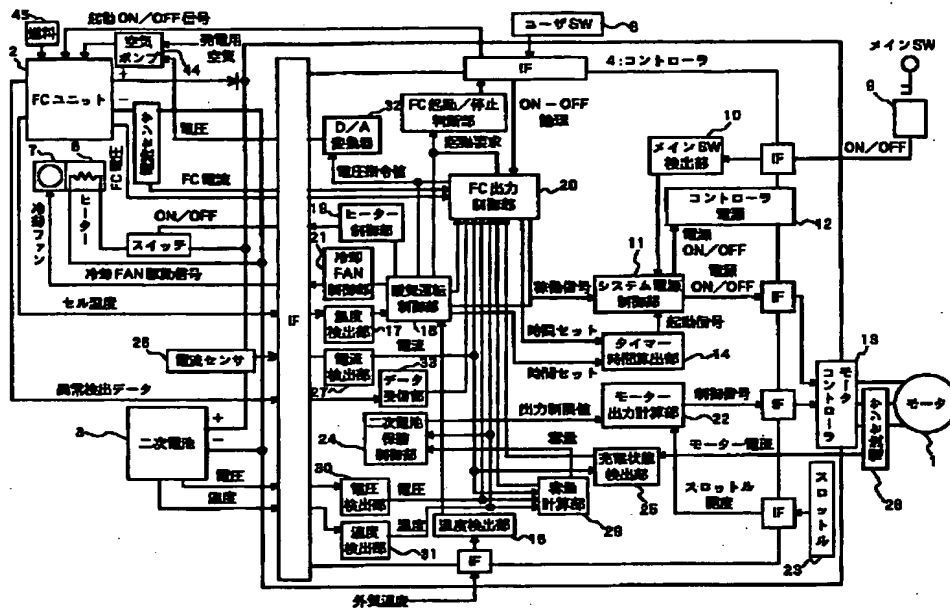 45
燃料
起動ON/OFF信号
2
空気
ポンプ
44
発電用
空気
ユーザSW
8
メインSW
FCユニット
+
−
IF
4:コントローラ
9
電圧
D/A
変換器
32
FC起動/停止
判断部
ON-OFF
論理
10
メインSW
検出部
IF
ON/OFF
7
6
FC電圧
電流センサ
起動要求
電圧指令値
FC電流
FC出力
制御部
20
コントローラ
電源
12
冷却ファン
ヒーター
ON/OFF
19
ヒーター
制御部
スイッチ
21
冷却
FAN
制御部
11
電源
ON/OFF
電源
ON/OFF
冷却FAN駆動信号
暖気運転
制御部
18
稼働信号
システム電源
制御部
IF
セル温度
IF
温度
検出部
17
電流
時間セット
起動信号
26
電流センサ
電流
検出部
27
33
データ
受信部
時間セット
タイマー
時間算出部
14
13
モータ
コントローラ
異常検出データ
出力制限値
モーター
出力計算部
22
制御信号
IF
モータ
1
3
二次電池
+
−
24
二次電池
保護
制御部
容量
モーター電圧
電圧センサ
28
充電状態
検出部
25
電圧
温度
30
電圧
検出部
電圧
容量
計算部
29
スロットル
開度
IF
スロットル
23
温度
検出部
31
温度
温度検出部
15
IF
外気温度